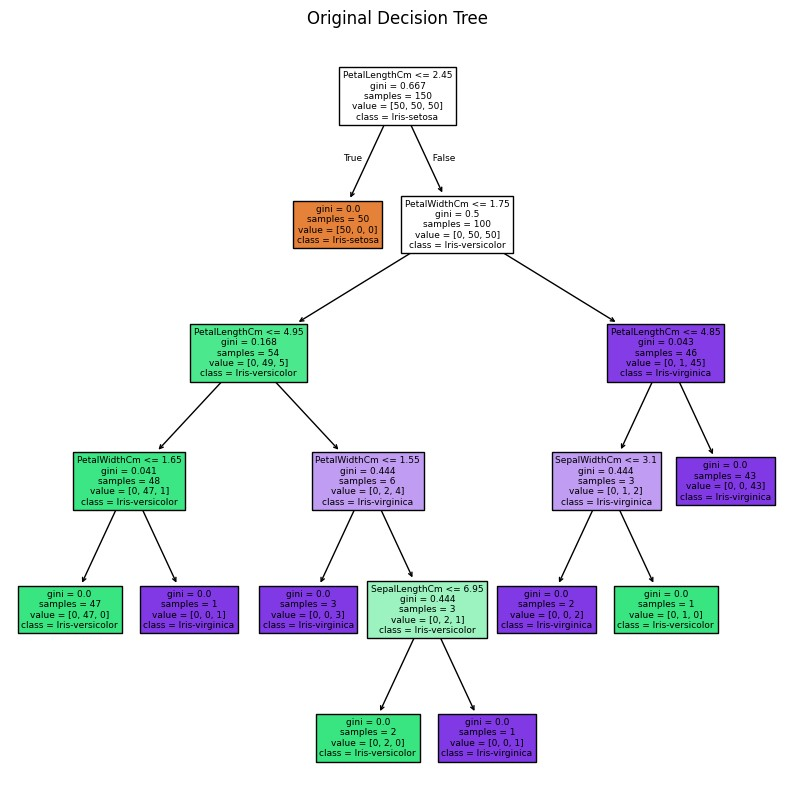 Original Decision Tree
PetalLengthCm <= 2.45
gini = 0.667
samples = 150
value = [50, 50, 50]
class = Iris-setosa
True
False
gini = 0.0
samples = 50
value = [50, 0, 0]
class = Iris-setosa
PetalWidthCm <= 1.75
gini = 0.5
samples = 100
value = [0, 50, 50]
class = Iris-versicolor
PetalLengthCm <= 4.95
gini = 0.168
samples = 54
value = [0, 49, 5]
class = Iris-versicolor
PetalLengthCm <= 4.85
gini = 0.043
samples = 46
value = [0, 1, 45]
class = Iris-virginica
PetalWidthCm <= 1.65
gini = 0.041
samples = 48
value = [0, 47, 1]
class = Iris-versicolor
PetalWidthCm <= 1.55
gini = 0.444
samples = 6
value = [0, 2, 4]
class = Iris-virginica
SepalWidthCm <= 3.1
gini = 0.444
samples = 3
value = [0, 1, 2]
class = Iris-virginica
gini = 0.0
samples = 43
value = [0, 0, 43]
class = Iris-virginica
gini = 0.0
samples = 47
value = [0, 47, 0]
class = Iris-versicolor
gini = 0.0
samples = 1
value = [0, 0, 1]
class = Iris-virginica
gini = 0.0
samples = 3
value = [0, 0, 3]
class = Iris-virginica
SepalLengthCm <= 6.95
gini = 0.444
samples = 3
value = [0, 2, 1]
class = Iris-versicolor
gini = 0.0
samples = 2
value = [0, 0, 2]
class = Iris-virginica
gini = 0.0
samples = 1
value = [0, 1, 0]
class = Iris-versicolor
gini = 0.0
samples = 2
value = [0, 2, 0]
class = Iris-versicolor
gini = 0.0
samples = 1
value = [0, 0, 1]
class = Iris-virginica